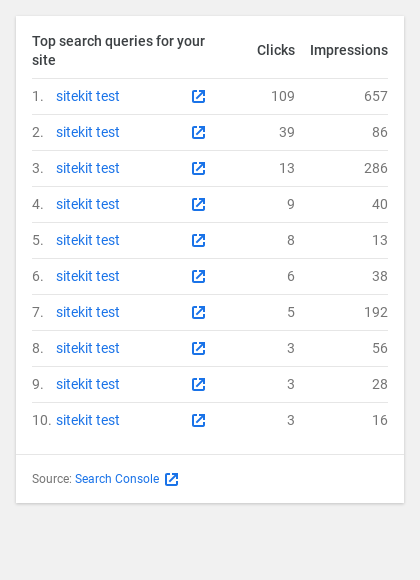 Top search queries for your
site
Clicks Impressions
1. sitekit test 109 657
2. sitekit test 39 86
3. sitekit test 13 286
4. sitekit test 9 40
5. sitekit test 8 13
6. sitekit test 6 38
7. sitekit test 5 192
8. sitekit test 3 56
9. sitekit test 3 28
10. sitekit test 3 16
Source: Search Console